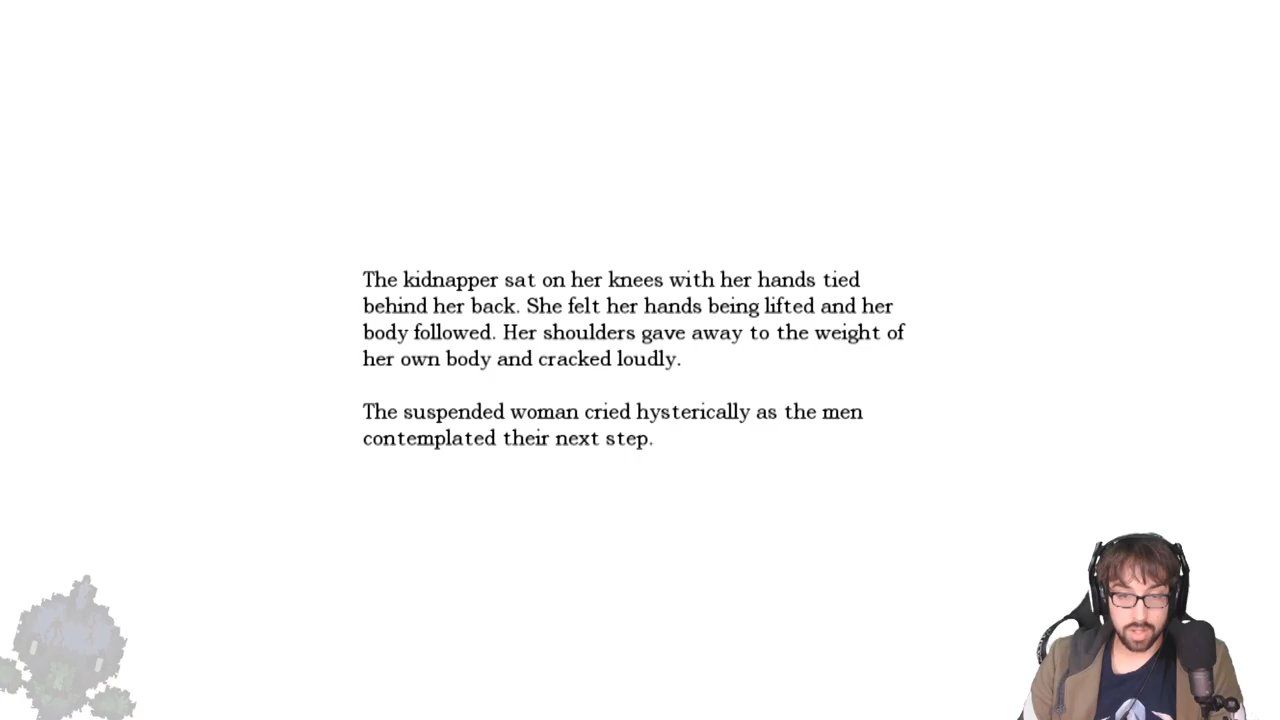 The kidnapper sat on her knees with her hands tied
behind her back. She felt her hands being lifted and her
body followed. Her shoulders gave away to the weight of
her own body and cracked loudly.
The suspended woman cried hysterically as the men
contemplated their next step.